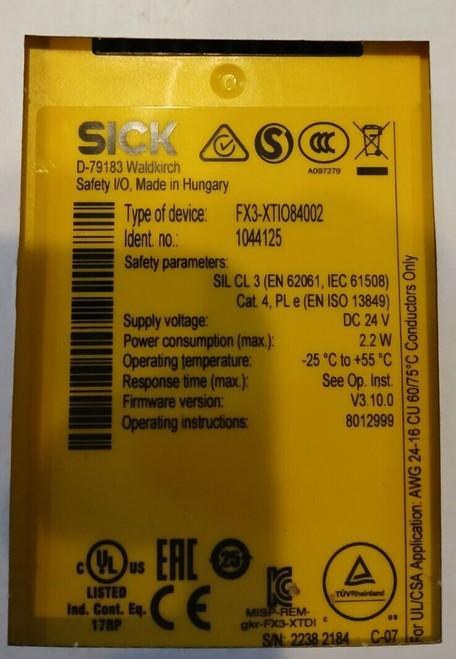 SICK
D-79183 Waldkirch
Safety I/O, Made in Hungary
A097279
Type of device: FX3-XTIO84002
Ident. no.: 1044125
Safety parameters:
SIL CL 3 (EN 62061, IEC 61508)
Cat. 4, PL e (EN ISO 13849)
Supply voltage: DC 24 V
Power consumption (max.): 2.2 W
Operating temperature: -25 °C to +55 °C
Response time (max.): See Op. Inst.
Firmware version: V3.10.0
Operating instructions: 8012999
For UL/CSA Application: AWG 24-16 CU 60/75°C Conductors Only
c UL us
LISTED
Ind. Cont. Eq.
17RP
EAC
25
CE
MSIP-REM-
gkr-FX3-XTDI
c TÜVRheinland us
S/N: 2238 2184 C-07